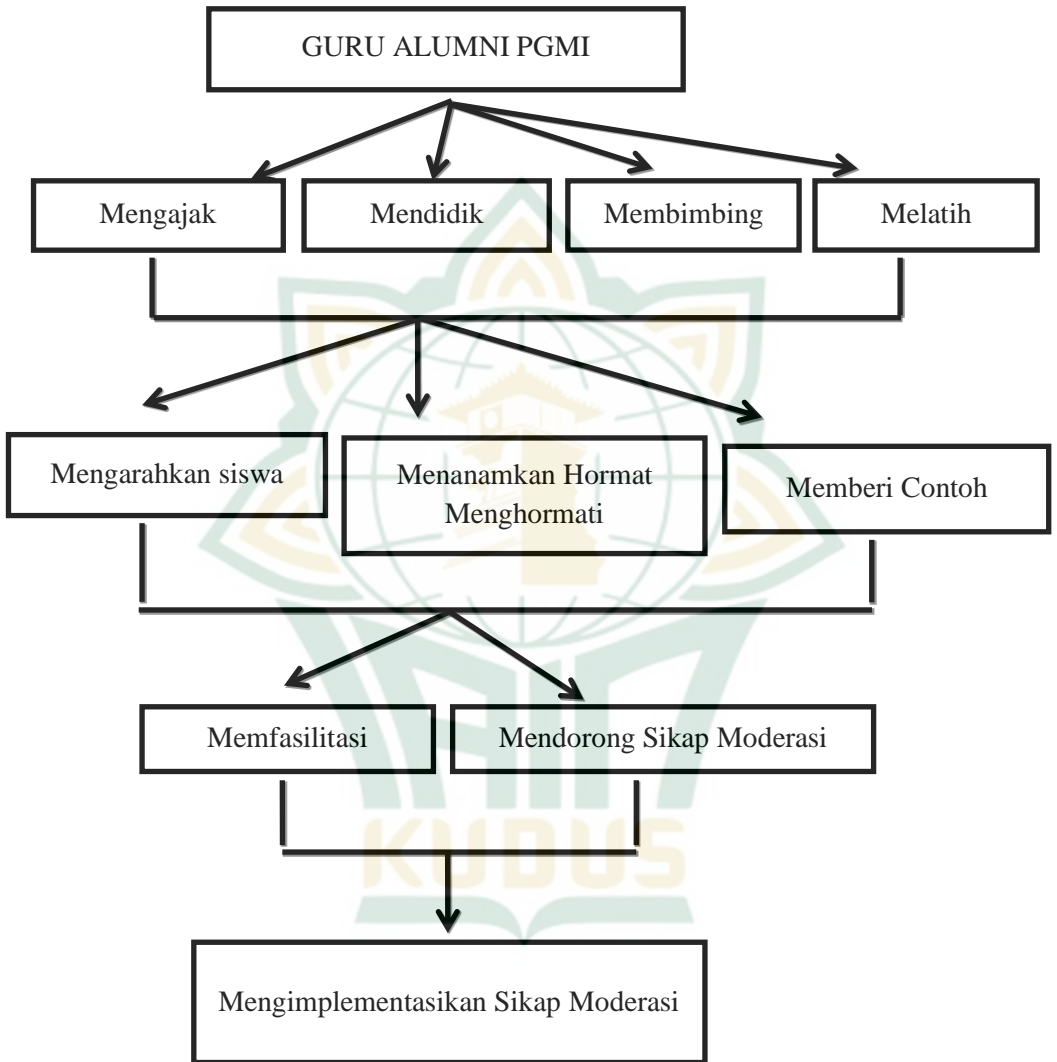 GURU ALUMNI PGMI
Mengajak
Mendidik
Membimbing
Melatih
Mengarahkan siswa
Menanamkan Hormat
Menghormati
Memberi Contoh
Memfasilitasi
Mendorong Sikap Moderasi
Mengimplementasikan Sikap Moderasi
IAIN
KUDUS